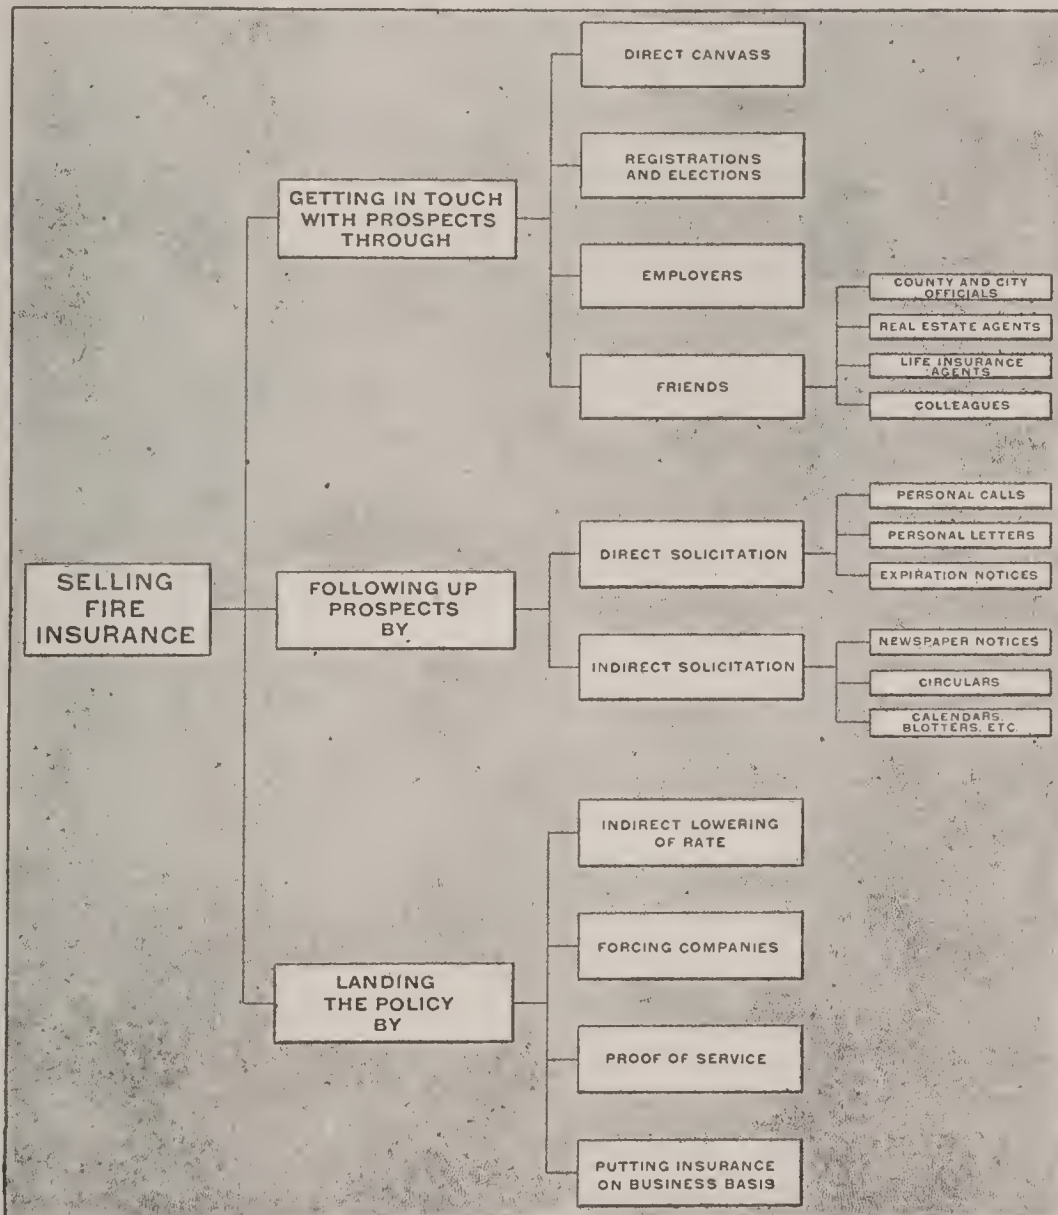 SELLING
FIRE
INSURANCE
GETTING IN TOUCH
WITH PROSPECTS
THROUGH
DIRECT CANVASS
REGISTRATIONS
AND ELECTIONS
EMPLOYERS
FRIENDS
COUNTY AND CITY
OFFICIALS
REAL ESTATE AGENTS
LIFE INSURANCE
AGENTS
COLLEAGUES
FOLLOWING UP
PROSPECTS
BY
DIRECT SOLICITATION
PERSONAL CALLS
PERSONAL LETTERS
EXPIRATION NOTICES
INDIRECT SOLICITATION
NEWSPAPER NOTICES
CIRCULARS
CALENDARS,
BLOTTERS, ETC.
LANDING
THE POLICY
BY
INDIRECT LOWERING
OF RATE
FORCING COMPANIES
PROOF OF SERVICE
PUTTING INSURANCE
ON BUSINESS BASIS